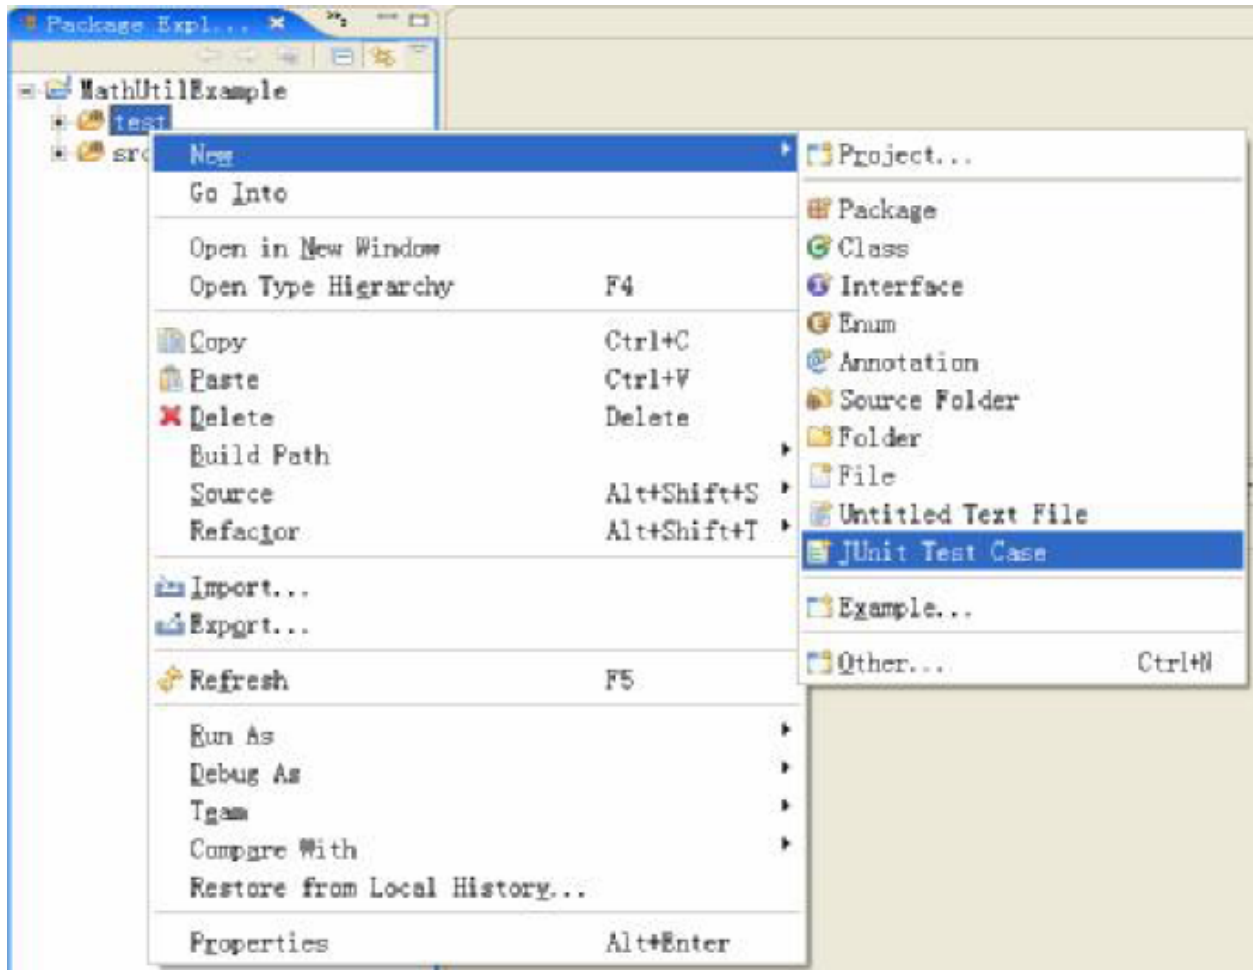 Package Expl...
MathUtilExample
test
src
New
Go Into
Open in New Window
Open Type Hierarchy F4
Copy Ctrl+C
Paste Ctrl+V
Delete Delete
Build Path
Source Alt+Shift+S
Refactor Alt+Shift+T
Import...
Export...
Refresh F5
Run As
Debug As
Team
Compare With
Restore from Local History...
Properties Alt+Enter
Project...
Package
Class
Interface
Enum
Annotation
Source Folder
Folder
File
Untitled Text File
JUnit Test Case
Example...
Other... Ctrl+N